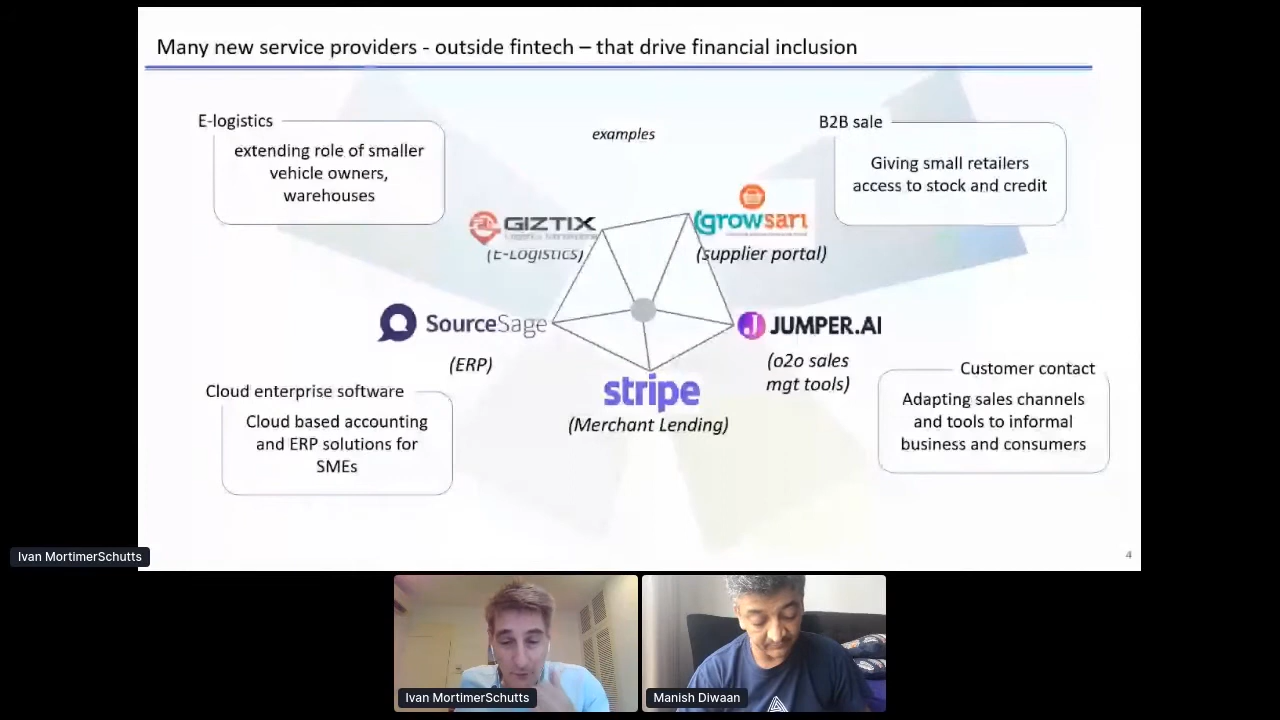 Many new service providers - outside fintech – that drive financial inclusion
E-logistics
extending role of smaller
vehicle owners,
warehouses
examples
B2B sale
Giving small retailers
access to stock and credit
GIZTIX
(E-Logistics)
growsari
(supplier portal)
SourceSage
(ERP)
JUMPER.AI
(o2o sales
mgt tools)
stripe
(Merchant Lending)
Cloud enterprise software
Cloud based accounting
and ERP solutions for
SMEs
Customer contact
Adapting sales channels
and tools to informal
business and consumers
4
Ivan MortimerSchutts
Ivan MortimerSchutts
Manish Diwaan